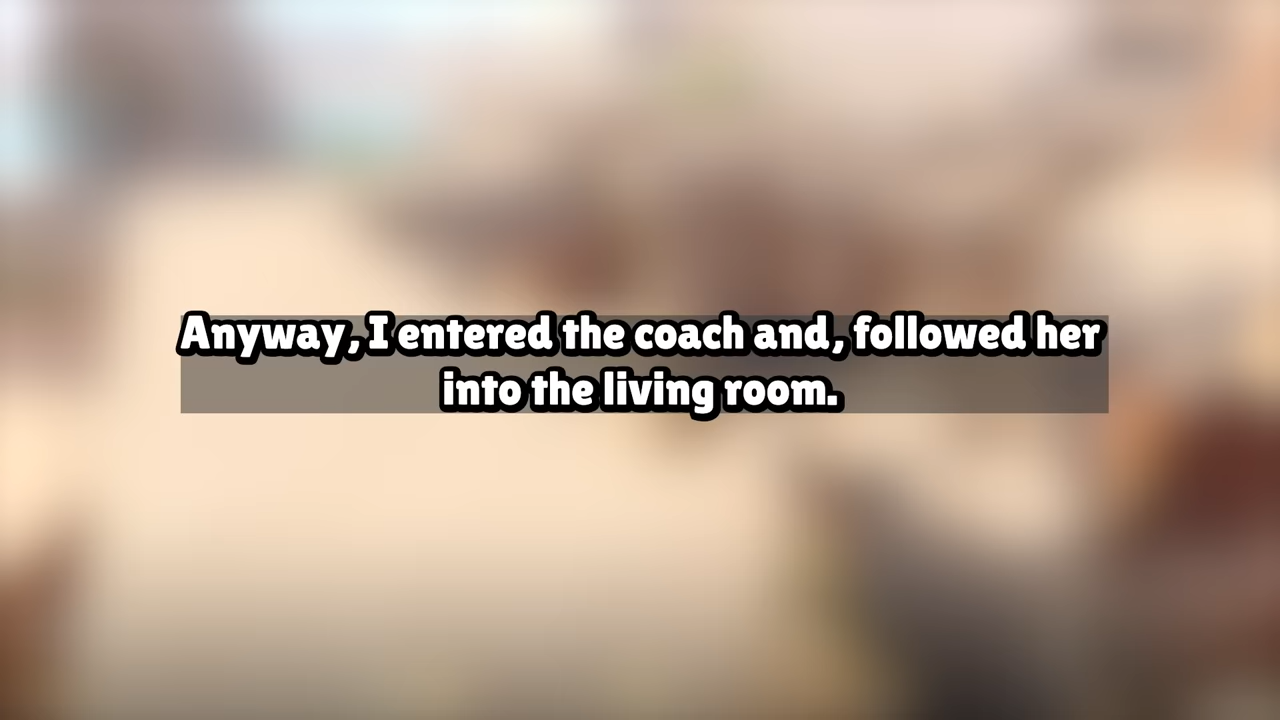 Anyway, I entered the coach and, followed her
into the living room.